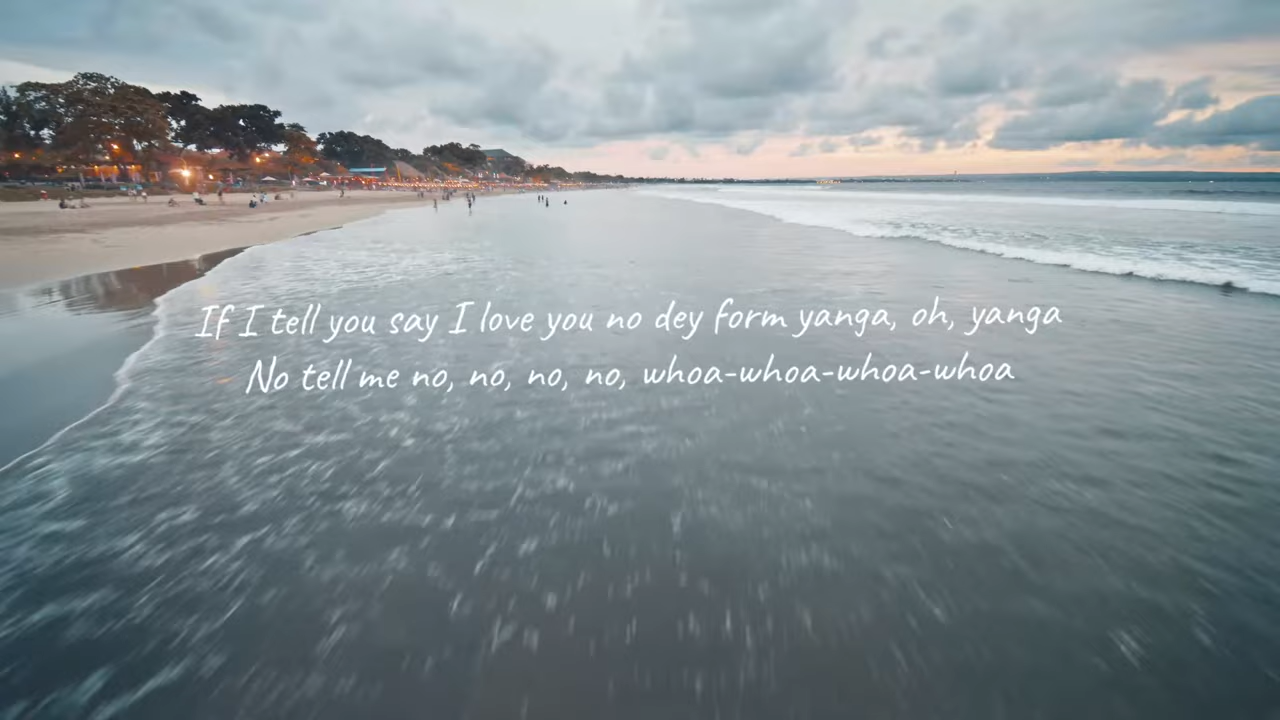 If I tell you say I love you no dey form yanga, oh, yanga
No tell me no, no, no, no, whoa-whoa-whoa-whoa